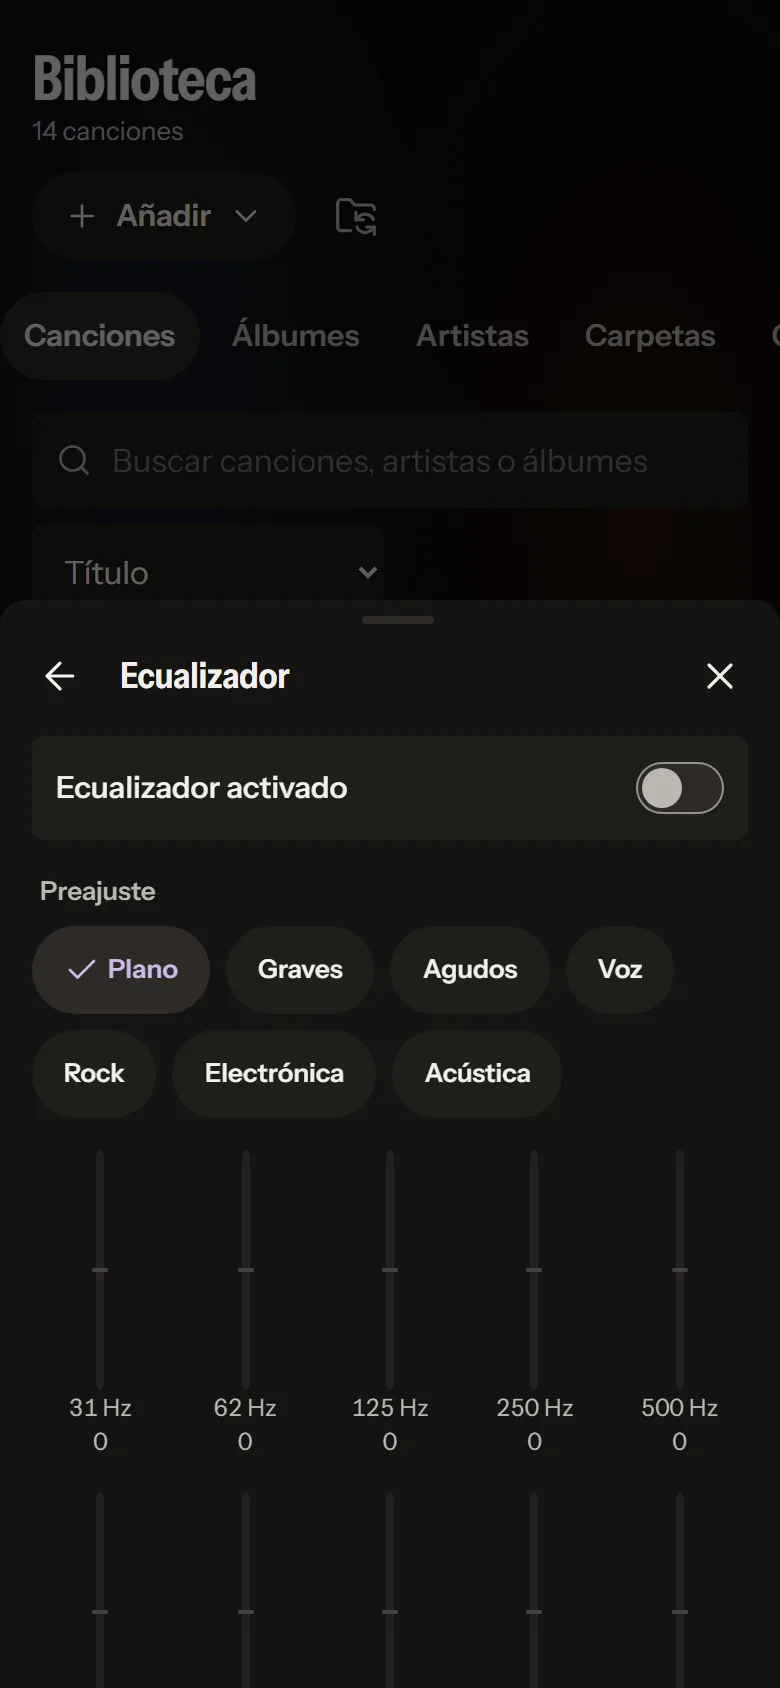 Biblioteca
14 canciones
Añadir
Canciones Álbumes Artistas Carpetas
Buscar canciones, artistas o álbumes
Título
Ecualizador
Ecualizador activado
Preajuste
Plano Graves Agudos Voz
Rock Electrónica Acústica
31 Hz 62 Hz 125 Hz 250 Hz 500 Hz
0 0 0 0 0